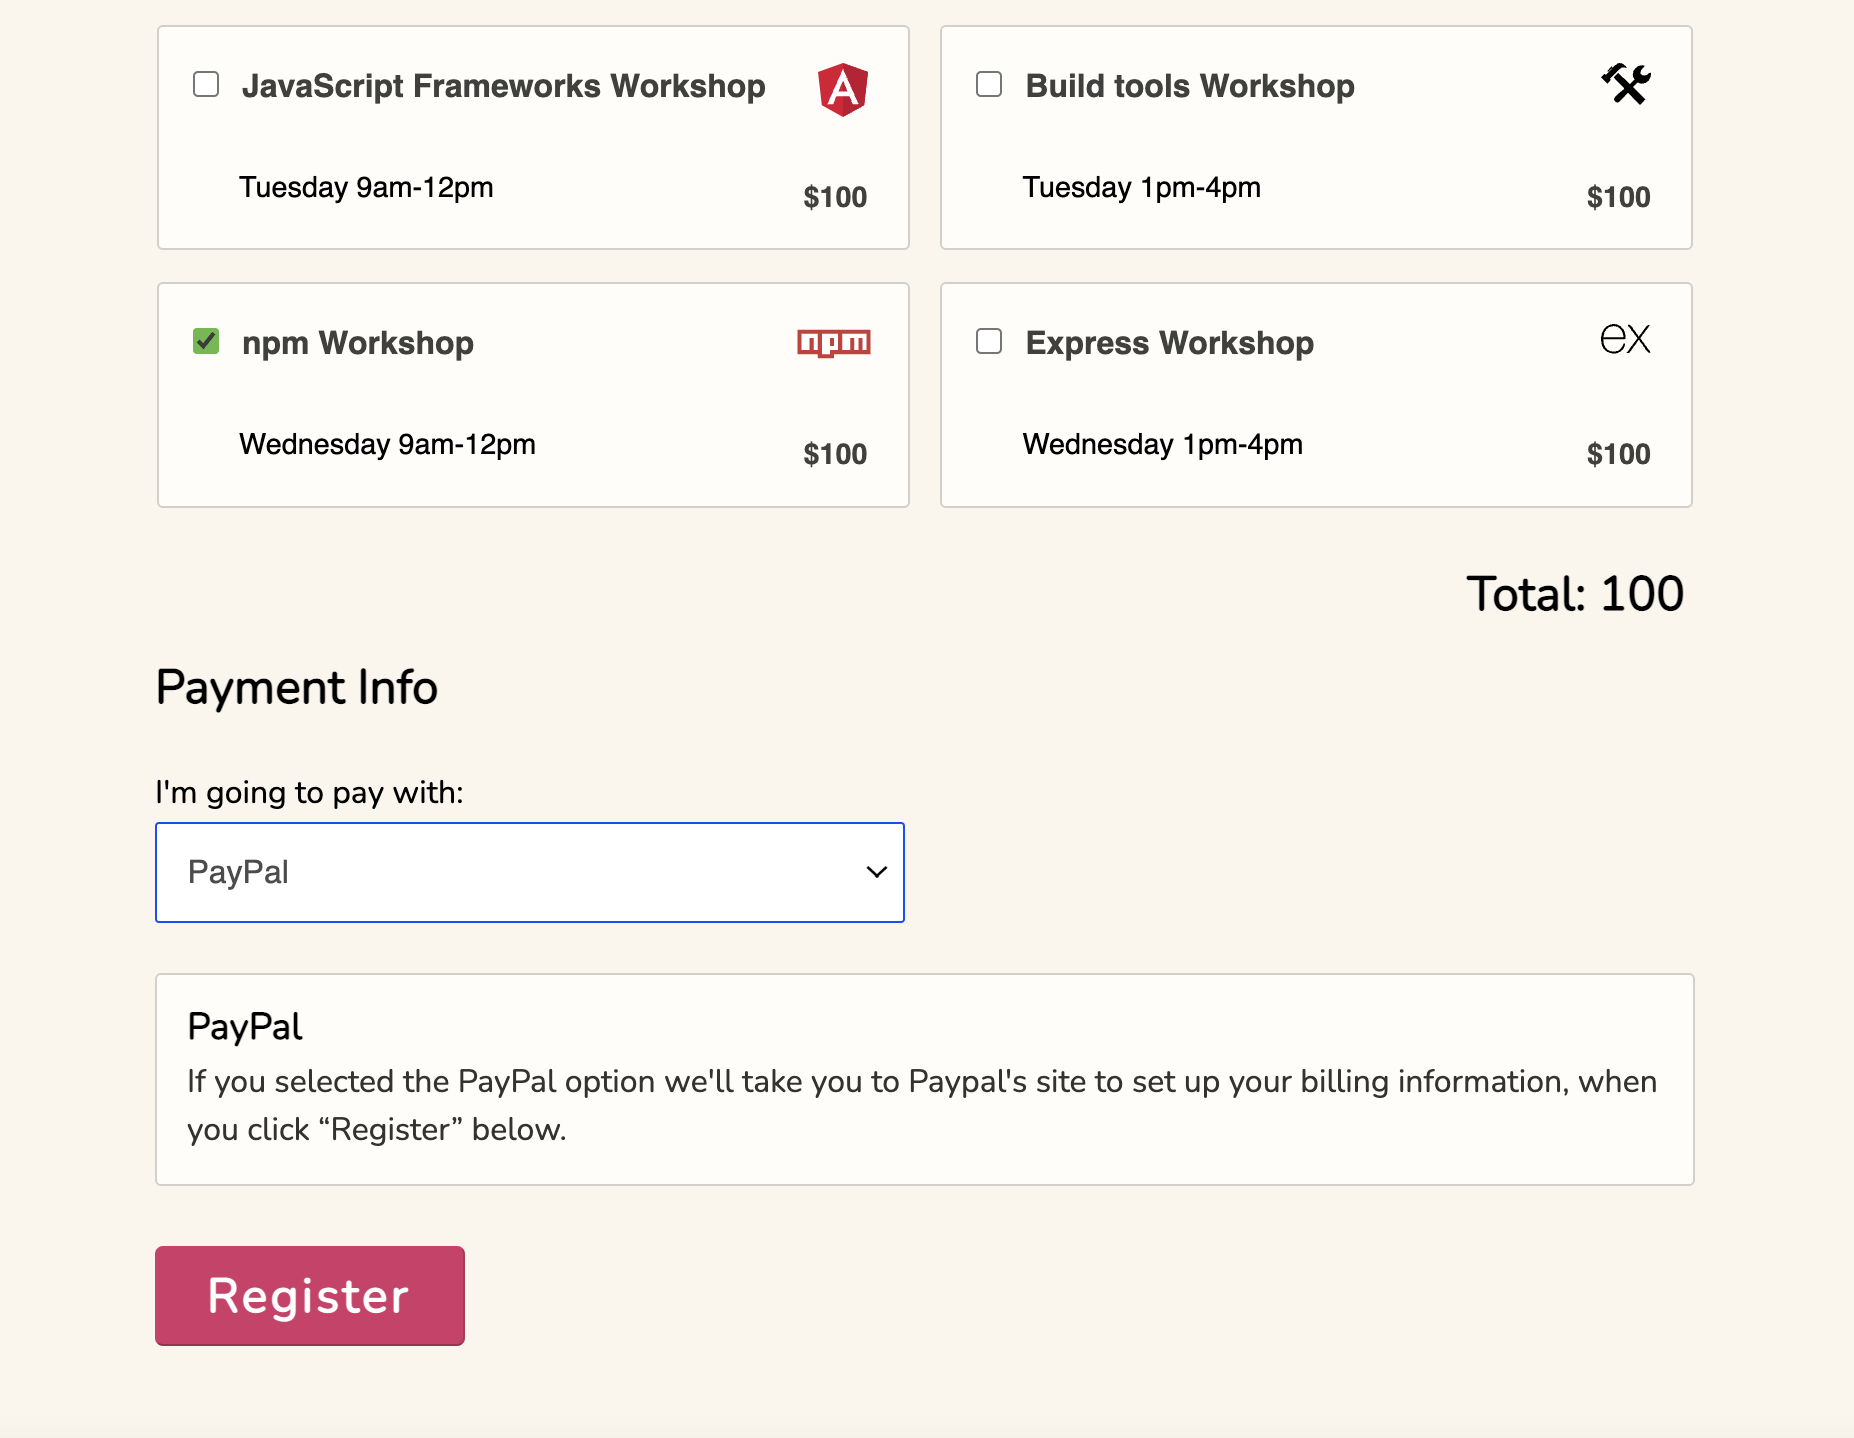 JavaScript Frameworks Workshop
Tuesday 9am-12pm
$100
Build tools Workshop
Tuesday 1pm-4pm
$100
npm Workshop
npm
Wednesday 9am-12pm
$100
Express Workshop
ex
Wednesday 1pm-4pm
$100
Total: 100
Payment Info
I'm going to pay with:
PayPal
PayPal
If you selected the PayPal option we'll take you to Paypal's site to set up your billing information, when
you click “Register” below.
Register